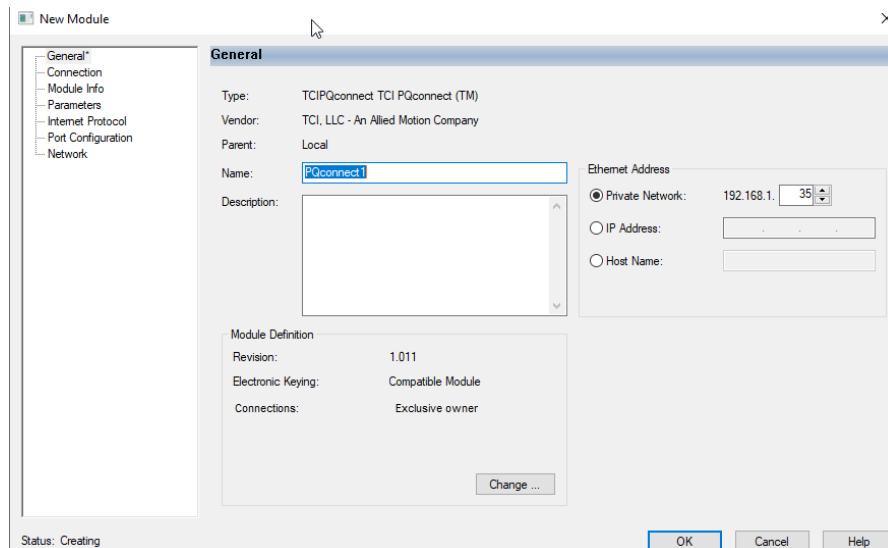 New Module
General*
Connection
Module Info
Parameters
Internet Protocol
Port Configuration
Network
General
Type: TCIPQconnect TCI PQconnect (TM)
Vendor: TCI, LLC - An Allied Motion Company
Parent: Local
Name: PQconnect1
Description:
Ethernet Address
Private Network: 192.168.1. 35
IP Address: . . .
Host Name:
Module Definition
Revision: 1.011
Electronic Keying: Compatible Module
Connections: Exclusive owner
Change ...
Status: Creating
OK Cancel Help